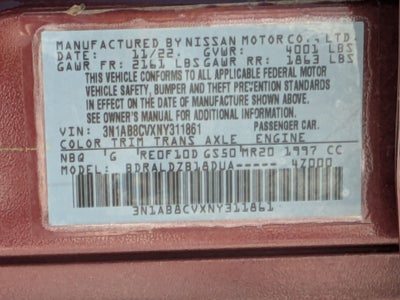 MANUFACTURED BY NISSAN MOTOR CO., LTD.
DATE: 11/22 GVWR: 4001 LBS
GAWR FR: 2161 LBS GAWR RR: 1863 LBS
THIS VEHICLE CONFORMS TO ALL APPLICABLE FEDERAL MOTOR
VEHICLE SAFETY, BUMPER AND THEFT PREVENTION STANDARDS
IN EFFECT ON THE DATE OF MANUFACTURE SHOWN ABOVE.
SEE OWNER'S MANUAL FOR ADDITIONAL INFORMATION.
VIN: 3N1AB8CVXNY311861 PASSENGER CAR.
COLOR TRIM TRANS AXLE ENGINE
NBQ G RE0F10D GS50 MR20 1997 CC
MODEL: BDRALDZB18DUA----- 4Z000
3N1AB8CVXNY311861